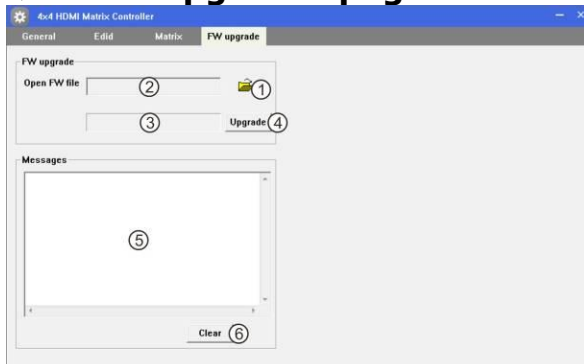 4x4 HDMI Matrix Controller
General Edid Matrix FW upgrade
FW upgrade
Open FW file ② ①
③ Upgrade ④
Messages
⑤
Clear ⑥